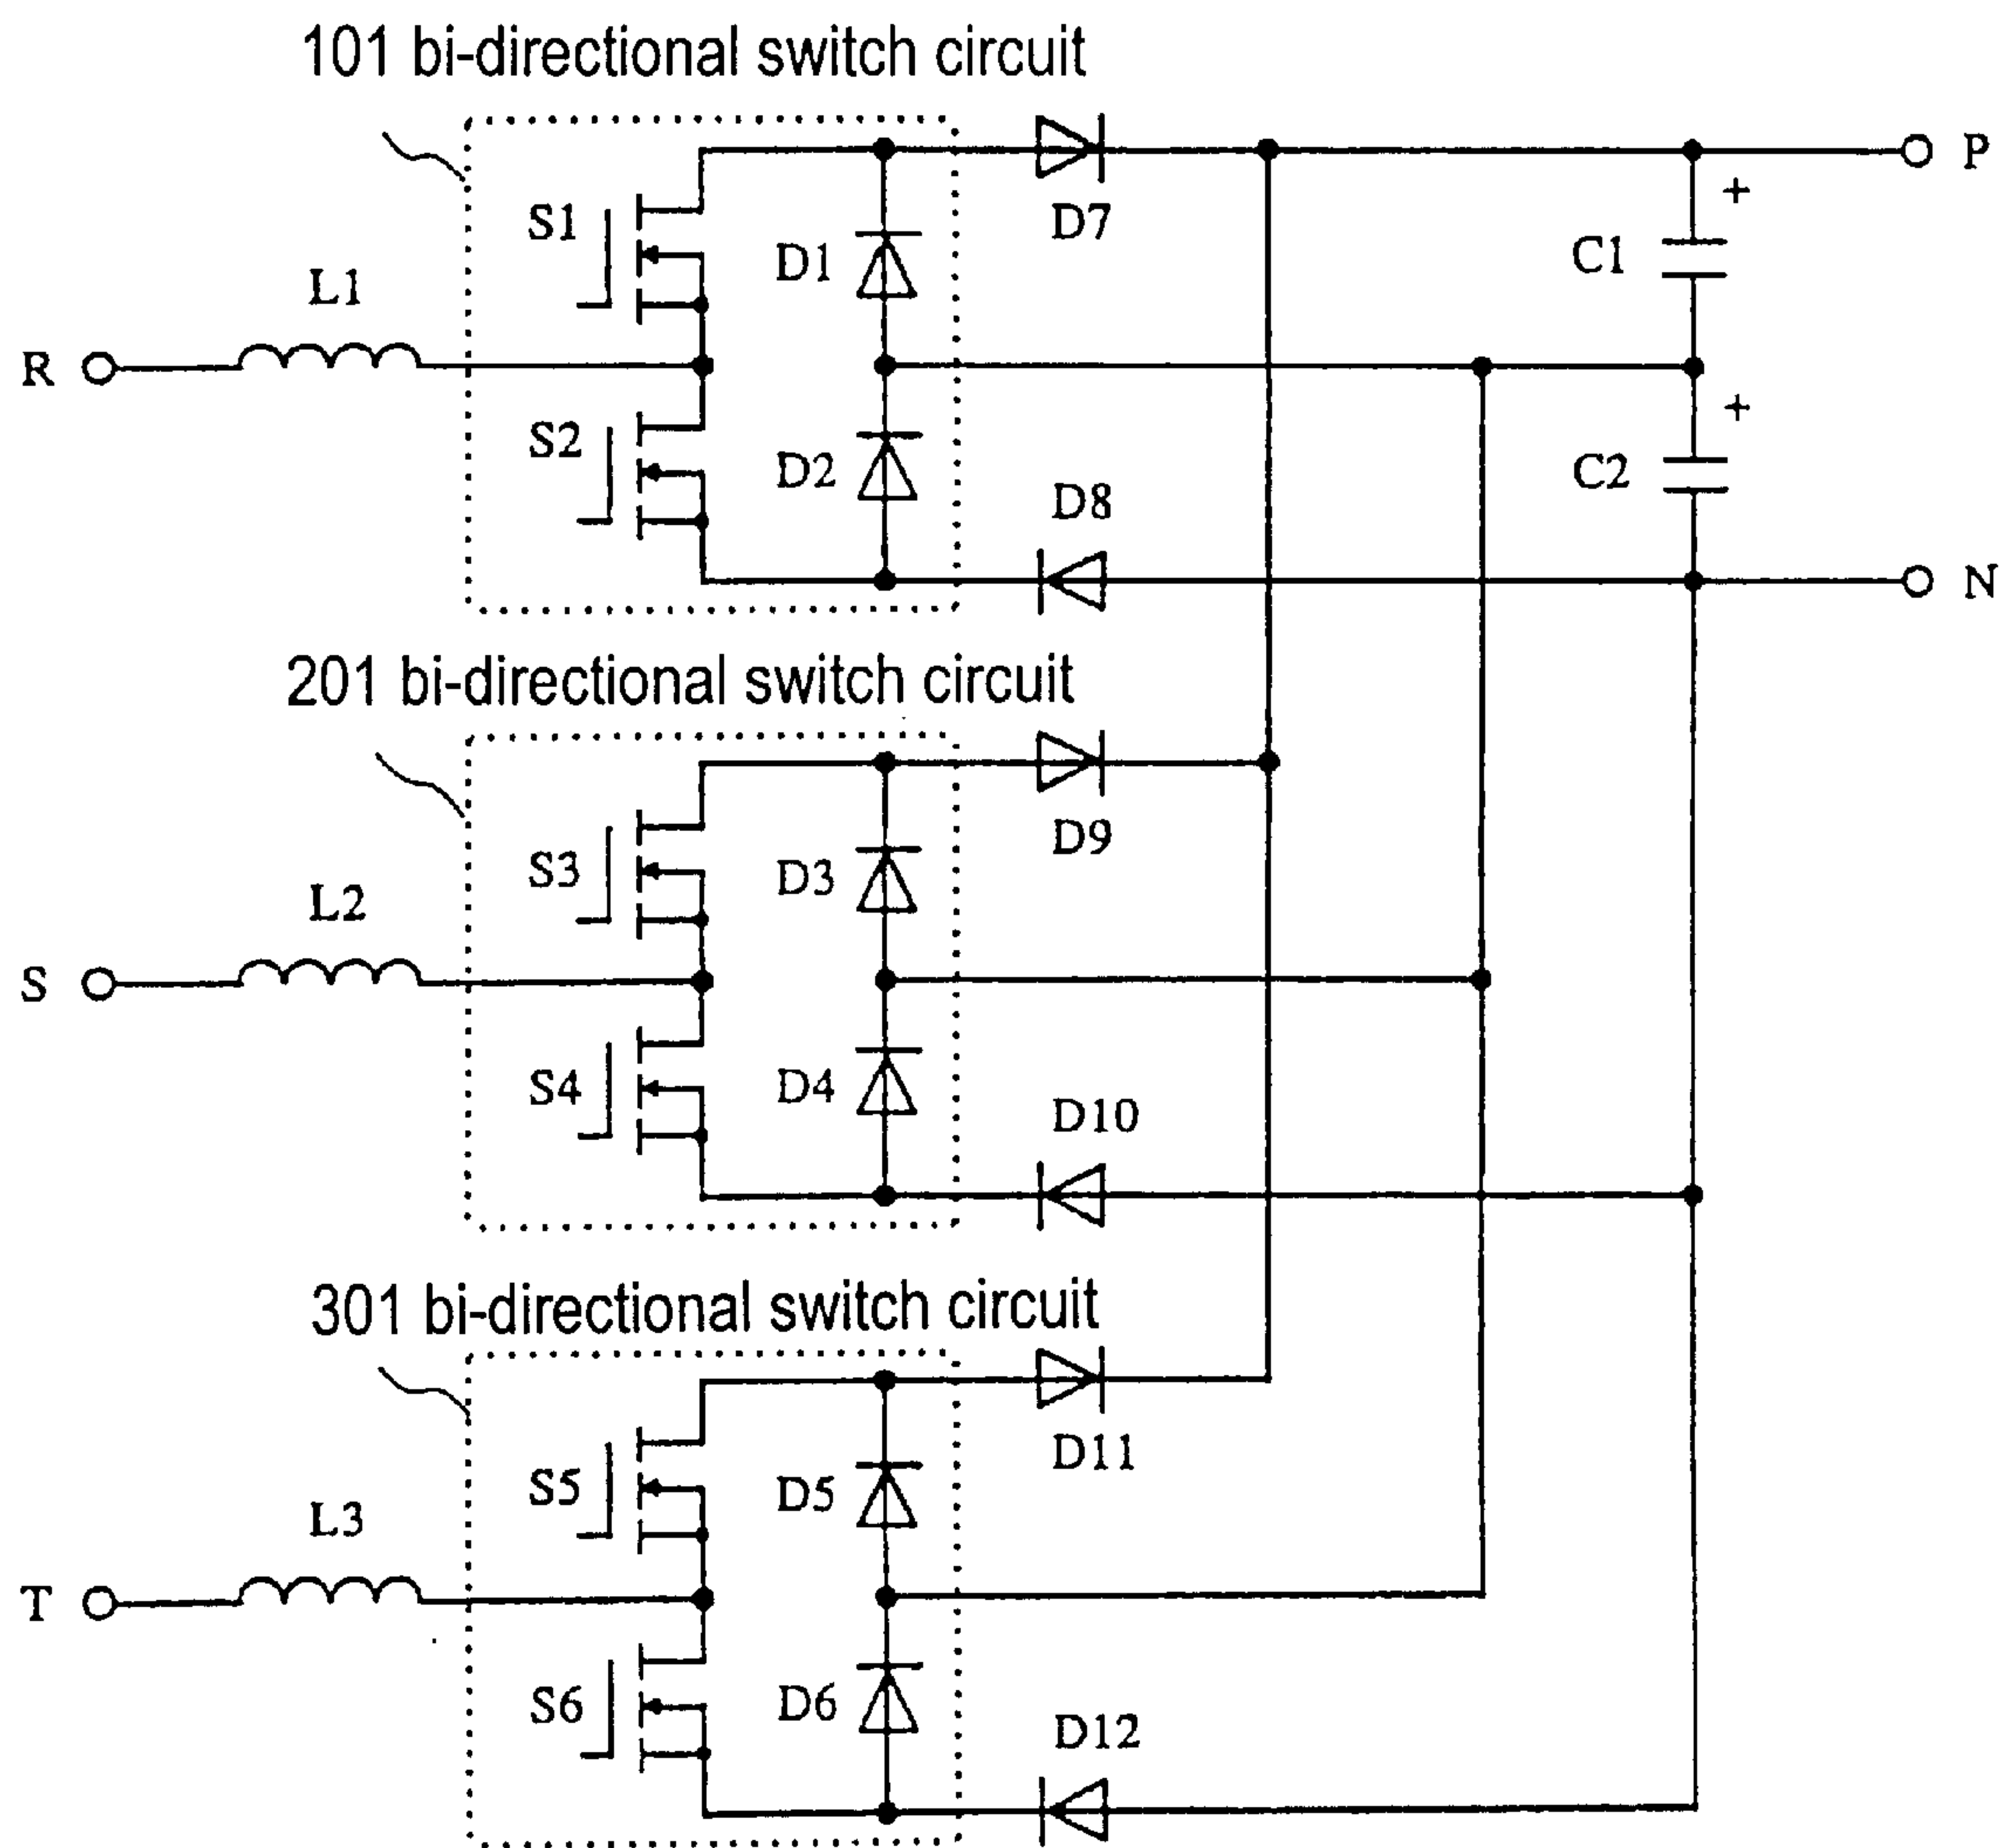 101 bi-directional switch circuit
P
S1
D1
D7
+
C1
L1
R
S2
D2
D8
+
C2
N
201 bi-directional switch circuit
S3
D3
D9
L2
S
S4
D4
D10
301 bi-directional switch circuit
S5
D5
D11
L3
T
S6
D6
D12